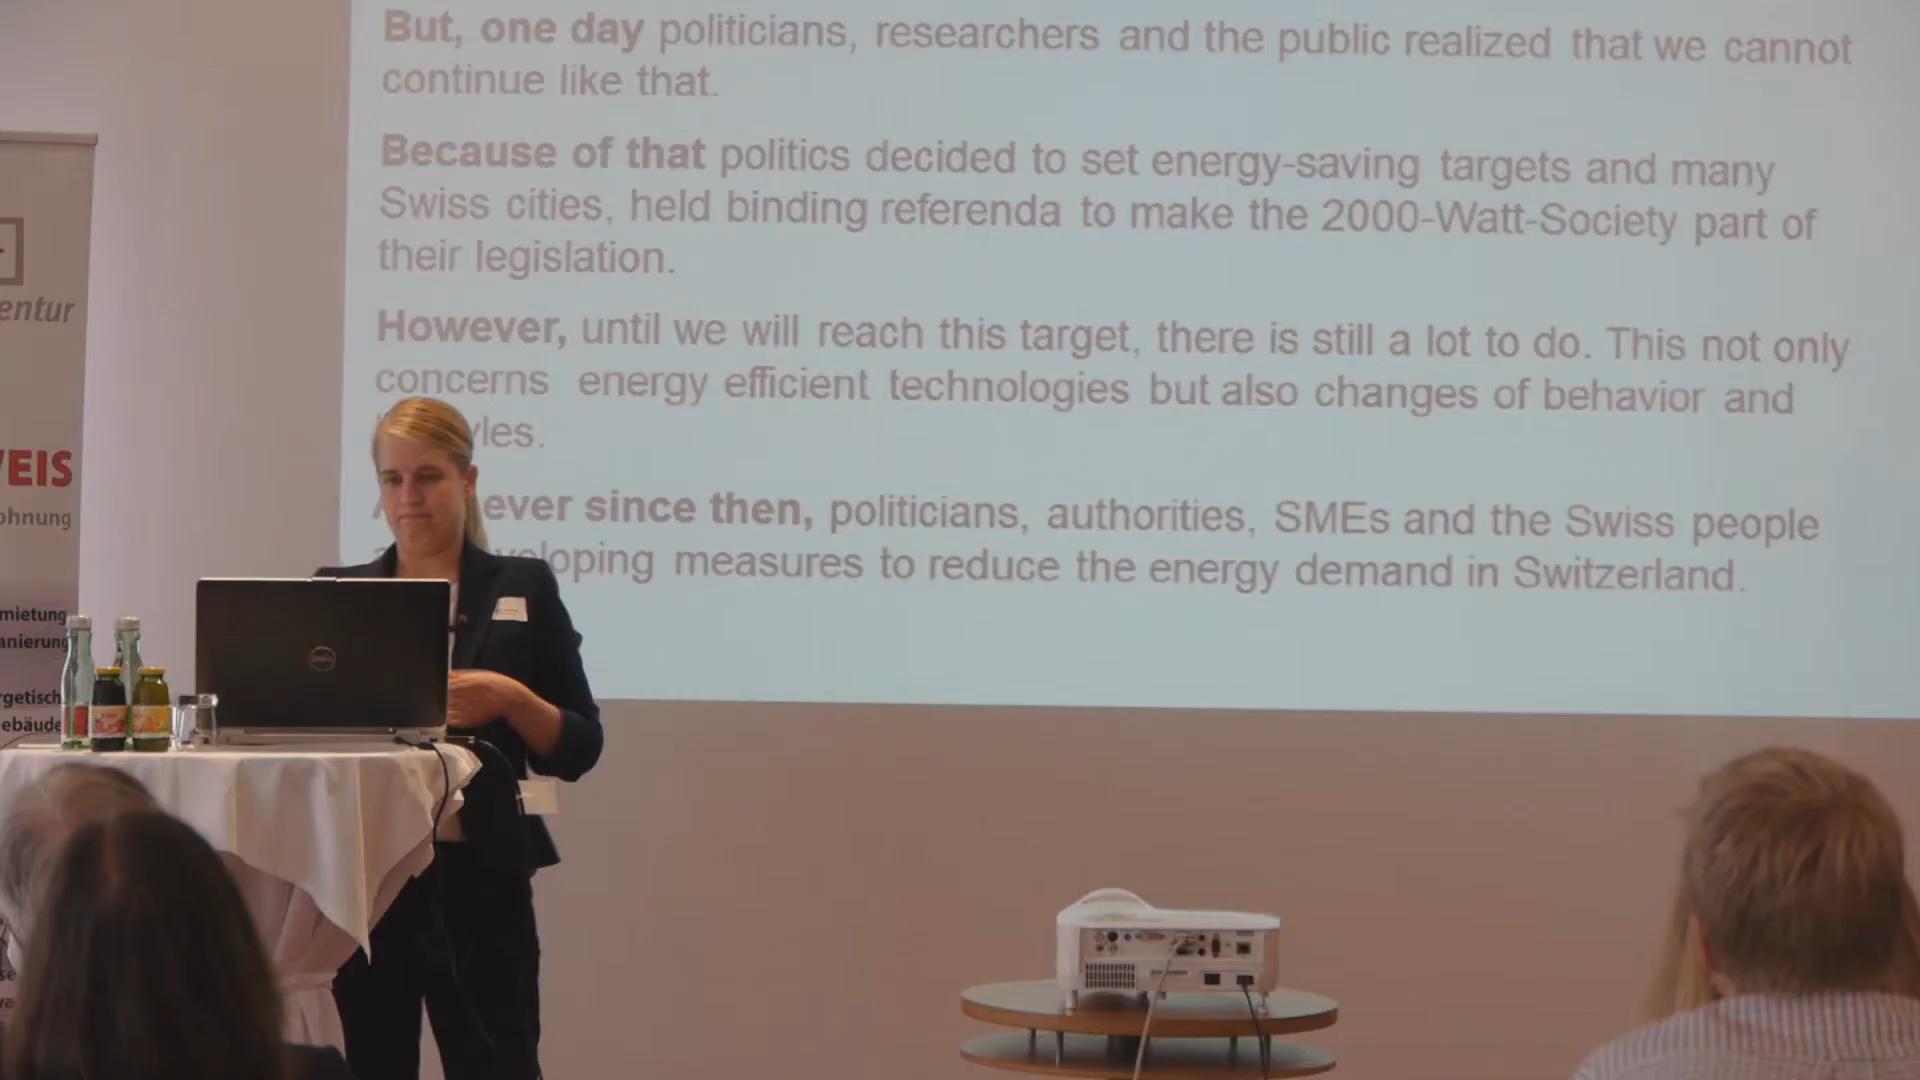 But, one day politicians, researchers and the public realized that we cannot
continue like that.
Because of that politics decided to set energy-saving targets and many
Swiss cities, held binding referenda to make the 2000-Watt-Society part of
their legislation.
However, until we will reach this target, there is still a lot to do. This not only
concerns energy efficient technologies but also changes of behavior and
yles.
ever since then, politicians, authorities, SMEs and the Swiss people
oping measures to reduce the energy demand in Switzerland.
entur
EIS
ohnung
mietung
anierung
rgetisch
ebäude
DELL